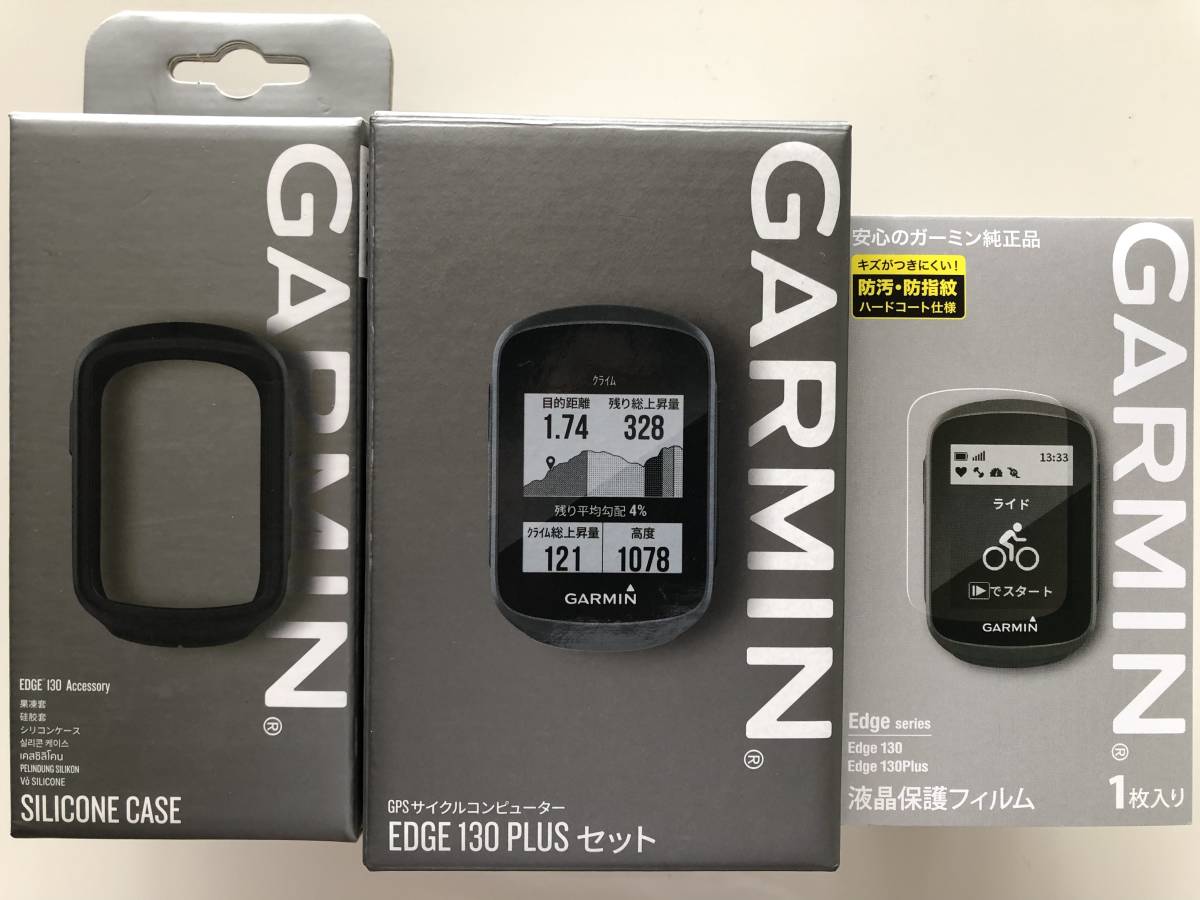 GARMIN®
EDGE 130 Accessory
果凍套
硅胶套
シリコンケース
실리콘 케이스
เคสซิลิโคน
PELINDUNG SILIKON
Vỏ SILICONE
SILICONE CASE
GARMIN®
クライム
目的距離 残り総上昇量
1.74 328
残り平均勾配 4%
クライム総上昇量 高度
121 1078
GARMIN
GPSサイクルコンピューター
EDGE 130 PLUS セット
安心のガーミン純正品
キズがつきにくい!
防汚・防指紋
ハードコート仕様
GARMIN®
13:33
ライド
でスタート
GARMIN
Edge series
Edge 130
Edge 130Plus
液晶保護フィルム 1枚入り